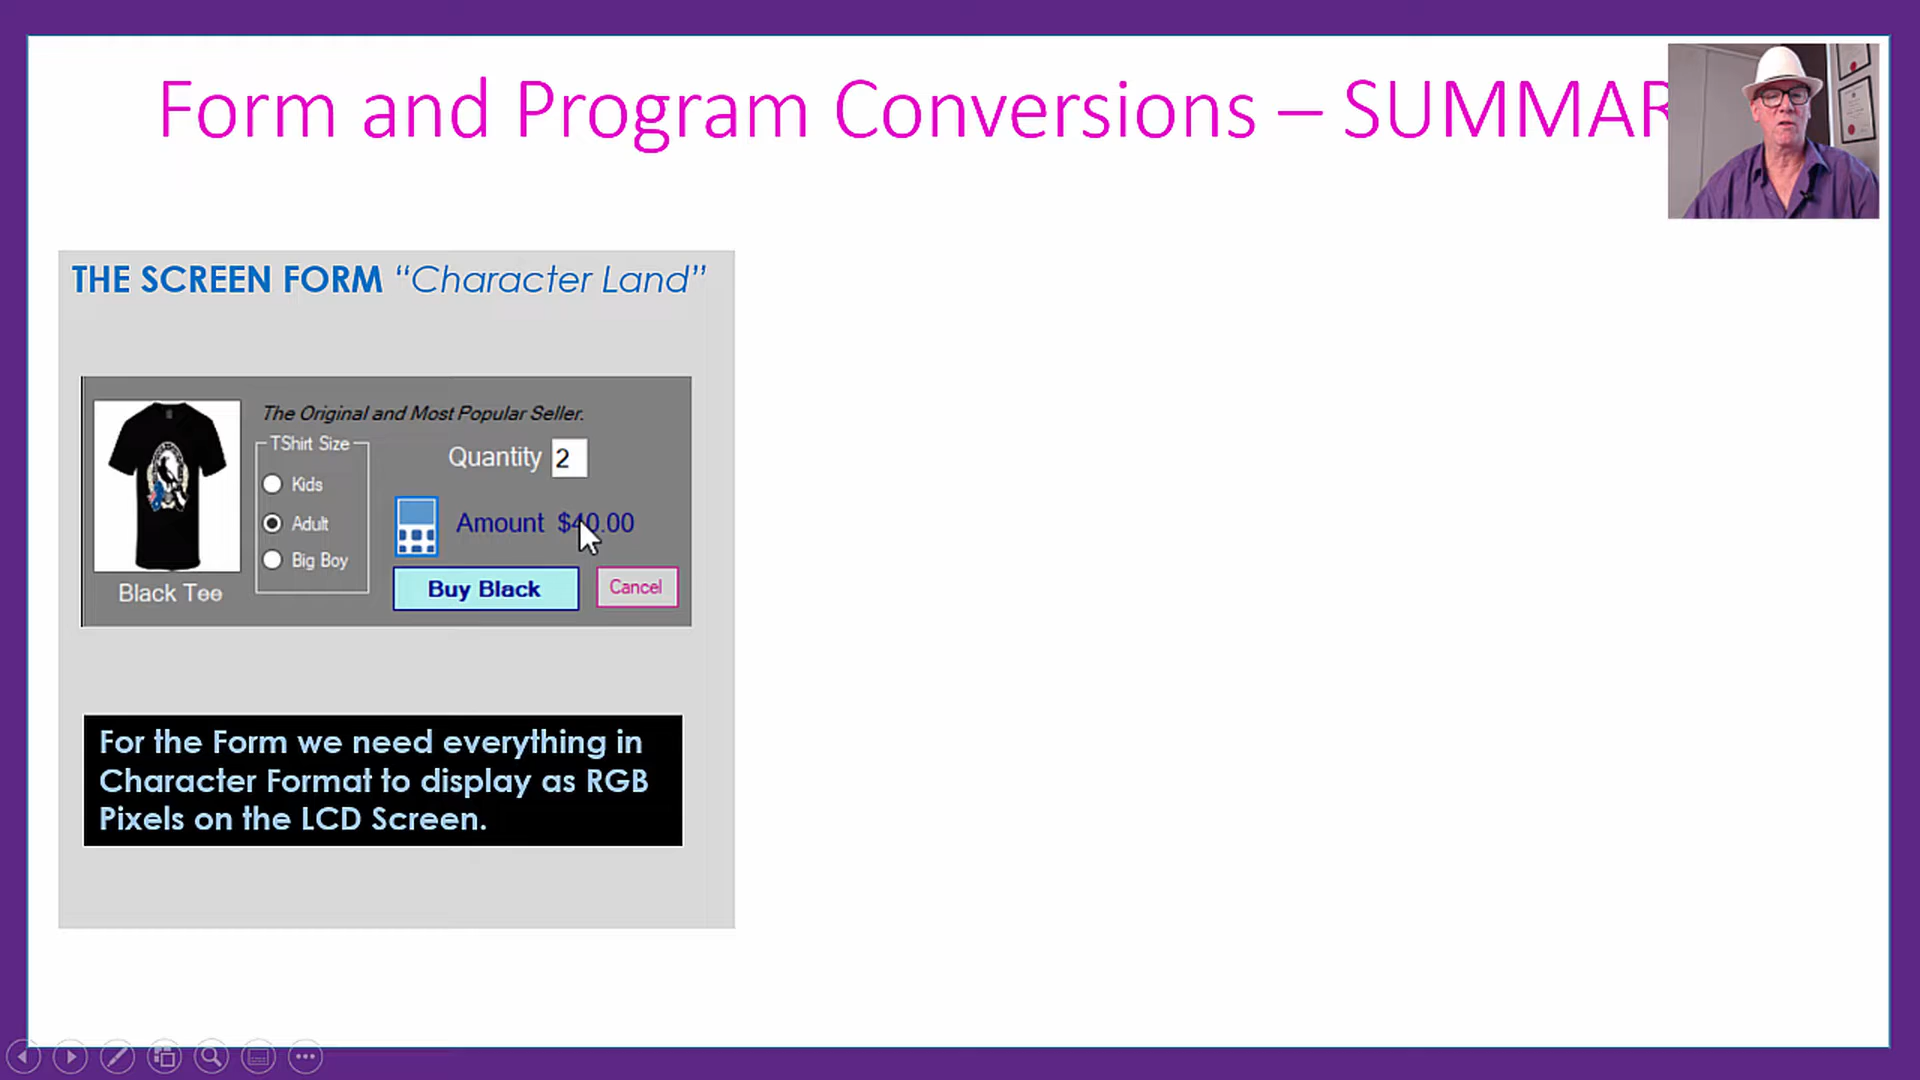 Form and Program Conversions – SUMMAR
THE SCREEN FORM “Character Land”
The Original and Most Popular Seller.
TShirt Size
Quantity 2
Kids
Adult
Amount $40.00
Big Boy
Black Tee
Buy Black
Cancel
For the Form we need everything in
Character Format to display as RGB
Pixels on the LCD Screen.